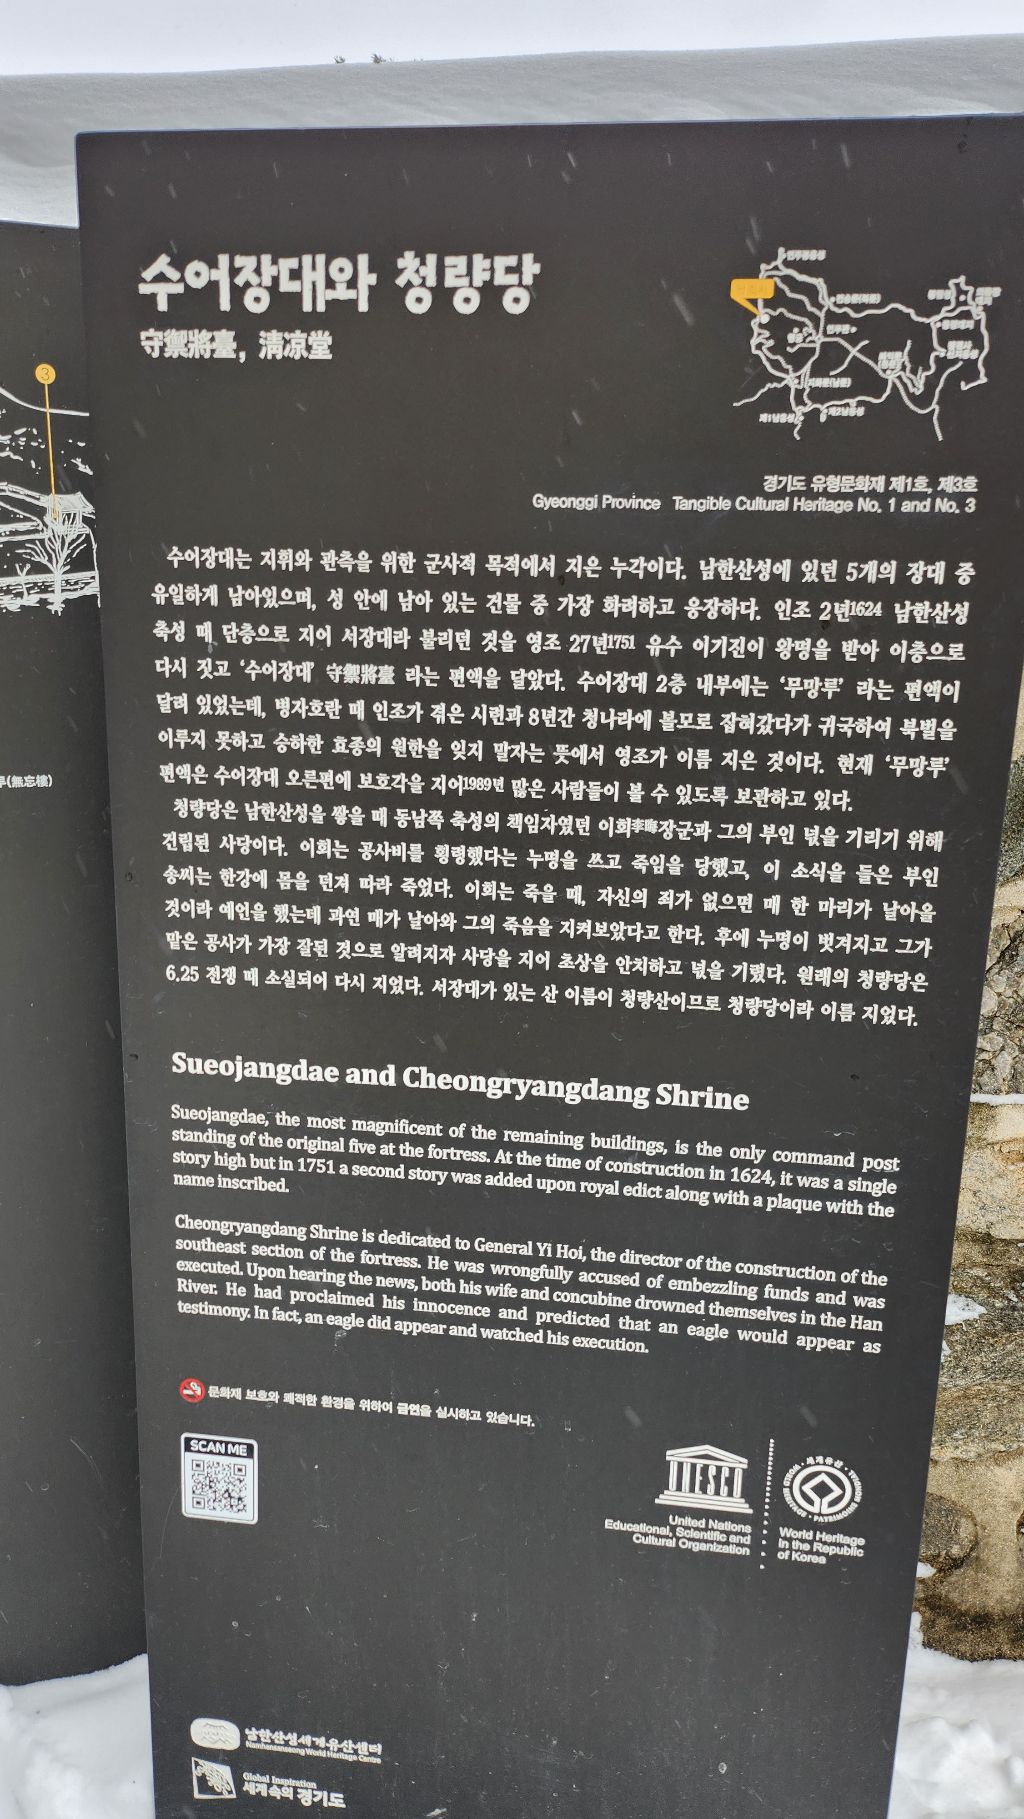 수어장대와 청량당
守禦將臺, 淸凉堂
경기도 유형문화재 제1호, 제3호
Gyeonggi Province Tangible Cultural Heritage No. 1 and No. 3
수어장대는 지휘와 관측을 위한 군사적 목적에서 지은 누각이다. 남한산성에 있던 5개의 장대 중
유일하게 남아있으며, 성 안에 남아 있는 건물 중 가장 화려하고 웅장하다. 인조 2년1624 남한산성
축성 때 단층으로 지어 서장대라 불리던 것을 영조 27년1751 유수 이기진이 왕명을 받아 이층으로
다시 짓고 ‘수어장대’ 守禦將臺 라는 편액을 달았다. 수어장대 2층 내부에는 ‘무망루’ 라는 편액이
달려 있었는데, 병자호란 때 인조가 겪은 시련과 8년간 청나라에 볼모로 잡혀갔다가 귀국하여 북벌을
이루지 못하고 승하한 효종의 원한을 잊지 말자는 뜻에서 영조가 이름 지은 것이다. 현재 ‘무망루’
편액은 수어장대 오른편에 보호각을 지어1989년 많은 사람들이 볼 수 있도록 보관하고 있다.
청량당은 남한산성을 쌓을 때 동남쪽 축성의 책임자였던 이회李晦장군과 그의 부인 넋을 기리기 위해
건립된 사당이다. 이회는 공사비를 횡령했다는 누명을 쓰고 죽임을 당했고, 이 소식을 들은 부인
송씨는 한강에 몸을 던져 따라 죽었다. 이회는 죽을 때, 자신의 죄가 없으면 매 한 마리가 날아올
것이라 예언을 했는데 과연 매가 날아와 그의 죽음을 지켜보았다고 한다. 후에 누명이 벗겨지고 그가
맡은 공사가 가장 잘된 것으로 알려지자 사당을 지어 초상을 안치하고 넋을 기렸다. 원래의 청량당은
6.25 전쟁 때 소실되어 다시 지었다. 서장대가 있는 산 이름이 청량산이므로 청량당이라 이름 지었다.
Sueojangdae and Cheongryangdang Shrine
Sueojangdae, the most magnificent of the remaining buildings, is the only command post
standing of the original five at the fortress. At the time of construction in 1624, it was a single
story high but in 1751 a second story was added upon royal edict along with a plaque with the
name inscribed.
Cheongryangdang Shrine is dedicated to General Yi Hoi, the director of the construction of the
southeast section of the fortress. He was wrongfully accused of embezzling funds and was
executed. Upon hearing the news, both his wife and concubine drowned themselves in the Han
River. He had proclaimed his innocence and predicted that an eagle would appear as
testimony. In fact, an eagle did appear and watched his execution.
문화재 보호와 쾌적한 환경을 위하여 금연을 실시하고 있습니다.
SCAN ME
UNESCO
United Nations
Educational, Scientific and
Cultural Organization
World Heritage
in the Republic
of Korea
남한산성세계유산센터
Namhansanseong World Heritage Centre
Global Inspiration
세계속의 경기도
3
(無忘樓)